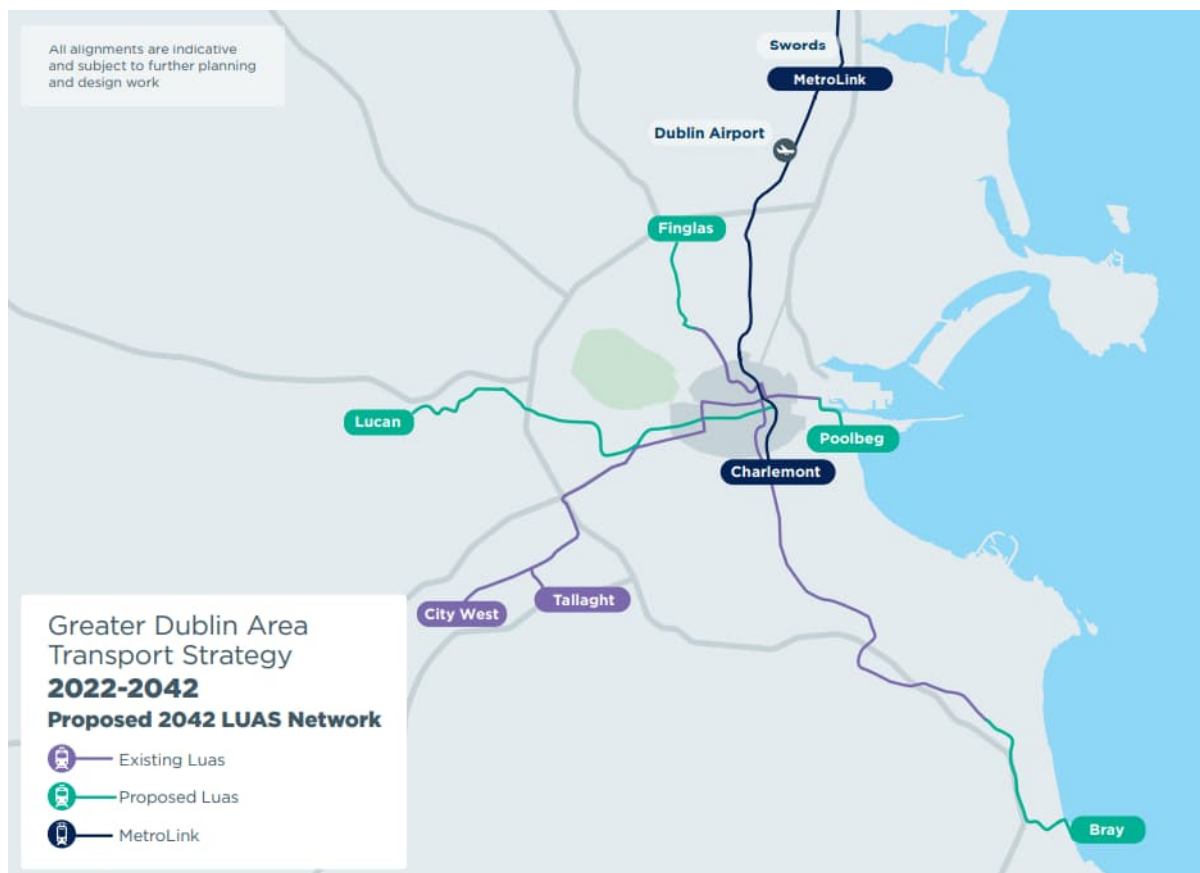 All alignments are indicative
and subject to further planning
and design work
Swords
MetroLink
Dublin Airport
Finglas
Lucan
Poolbeg
Charlemont
Tallaght
City West
Greater Dublin Area
Transport Strategy
2022-2042
Proposed 2042 LUAS Network
Existing Luas
Proposed Luas
MetroLink
Bray